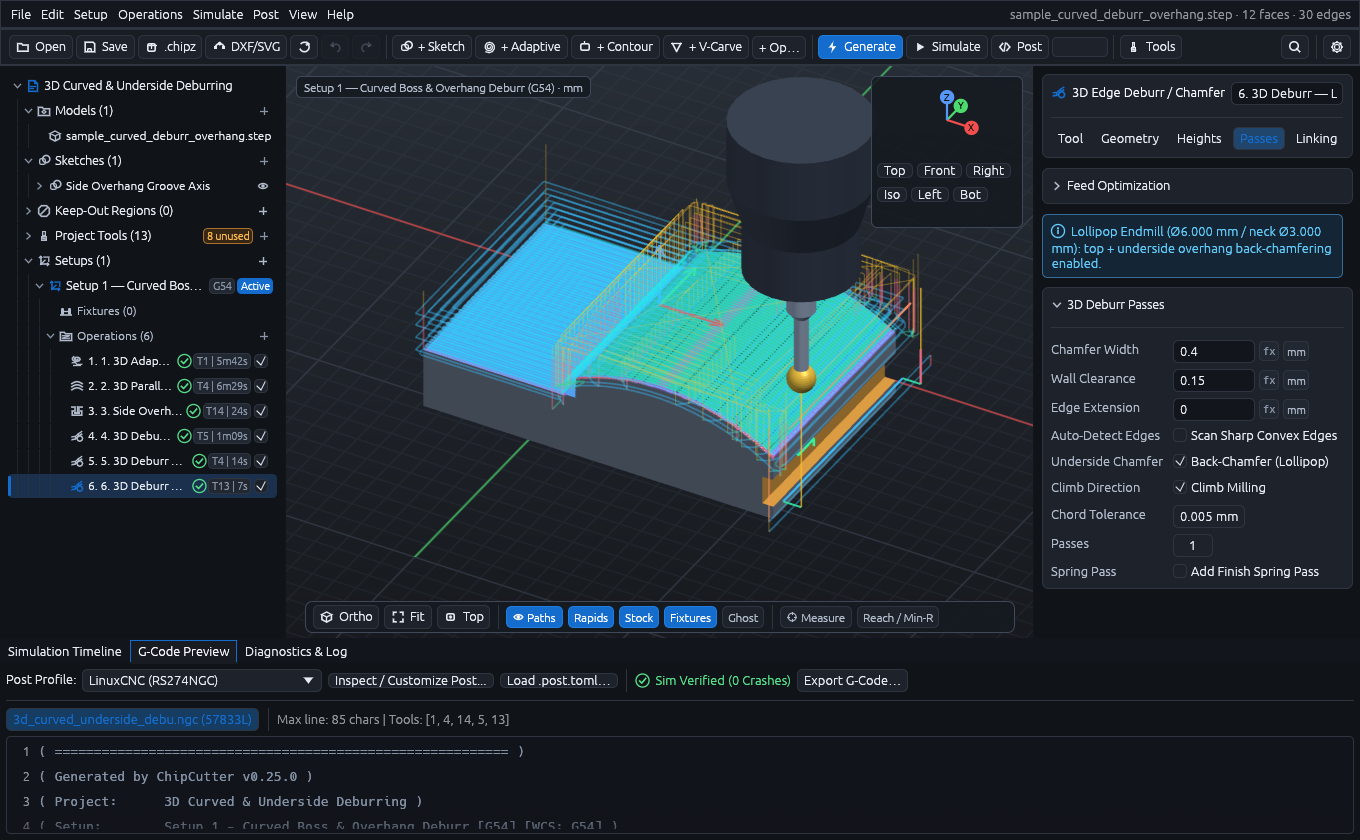 File Edit Setup Operations Simulate Post View Help
sample_curved_deburr_overhang.step · 12 faces · 30 edges
Open Save .chipz DXF/SVG + Sketch + Adaptive + Contour + V-Carve + Op… Generate Simulate Post Tools
3D Curved & Underside Deburring
Models (1) +
sample_curved_deburr_overhang.step
Sketches (1) +
Side Overhang Groove Axis
Keep-Out Regions (0) +
Project Tools (13) 8 unused +
Setups (1) +
Setup 1 — Curved Bos… G54 Active
Fixtures (0)
Operations (6) +
1. 1. 3D Adap… T1 | 5m42s
2. 2. 3D Parall… T4 | 6m29s
3. 3. Side Overh… T14 | 24s
4. 4. 3D Debu… T5 | 1m09s
5. 5. 3D Deburr … T4 | 14s
6. 6. 3D Deburr … T13 | 7s
Setup 1 — Curved Boss & Overhang Deburr (G54) · mm
Z
Y
X
Top Front Right
Iso Left Bot
Ortho Fit Top Paths Rapids Stock Fixtures Ghost Measure Reach / Min-R
3D Edge Deburr / Chamfer 6. 3D Deburr — L
Tool Geometry Heights Passes Linking
Feed Optimization
Lollipop Endmill (Ø6.000 mm / neck Ø3.000
mm): top + underside overhang back-chamfering
enabled.
3D Deburr Passes
Chamfer Width 0.4 fx mm
Wall Clearance 0.15 fx mm
Edge Extension 0 fx mm
Auto-Detect Edges Scan Sharp Convex Edges
Underside Chamfer Back-Chamfer (Lollipop)
Climb Direction Climb Milling
Chord Tolerance 0.005 mm
Passes 1
Spring Pass Add Finish Spring Pass
Simulation Timeline G-Code Preview Diagnostics & Log
Post Profile: LinuxCNC (RS274NGC) Inspect / Customize Post… Load .post.toml… Sim Verified (0 Crashes) Export G-Code…
3d_curved_underside_debu.ngc (57833L) Max line: 85 chars | Tools: [1, 4, 14, 5, 13]
1 ( ========================================================== )
2 ( Generated by ChipCutter v0.25.0 )
3 ( Project: 3D Curved & Underside Deburring )
4 ( Setup: Setup 1 - Curved Boss & Overhang Deburr [G54] [WCS: G54] )